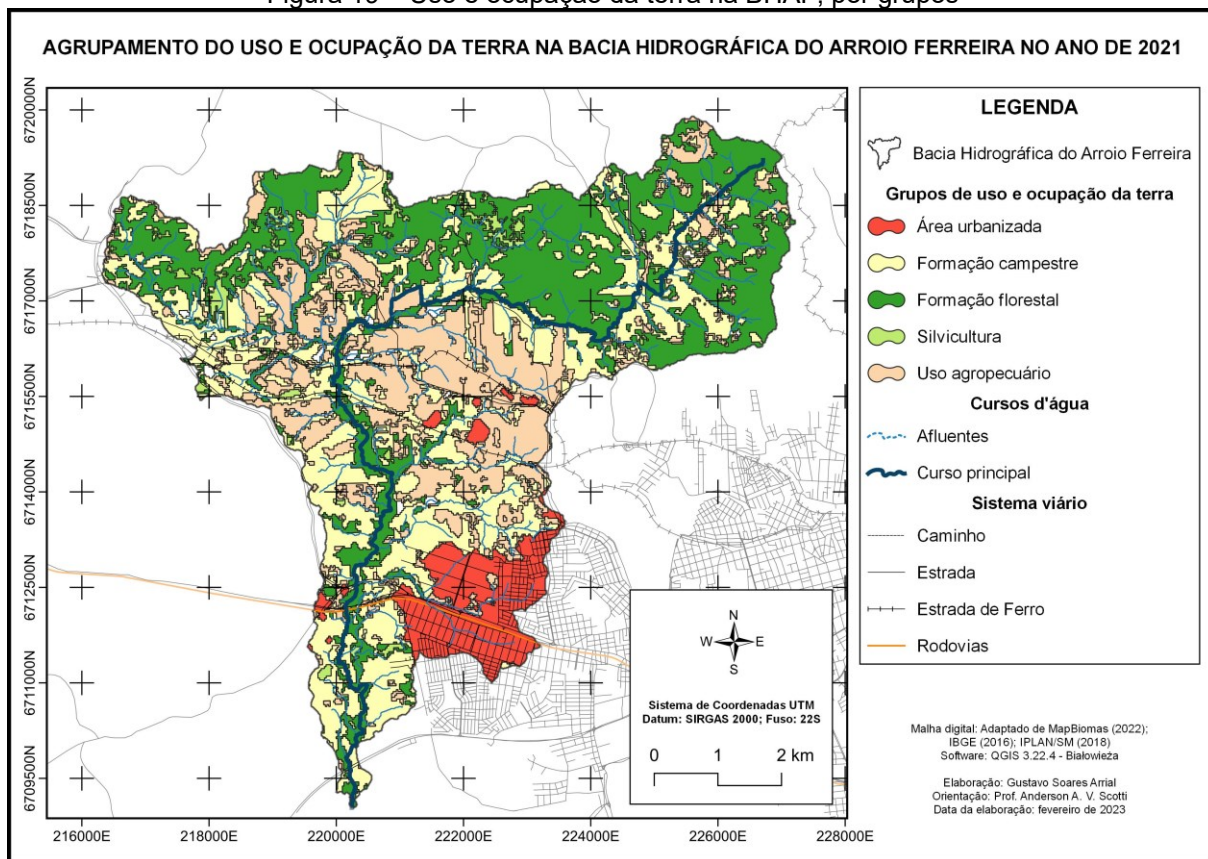 AGRUPAMENTO DO USO E OCUPAÇÃO DA TERRA NA BACIA HIDROGRÁFICA DO ARROIO FERREIRA NO ANO DE 2021
6720000N
6718500N
6717000N
6715500N
6714000N
6712500N
6711000N
6709500N
216000E
218000E
220000E
222000E
224000E
226000E
228000E
N
W
E
S
Sistema de Coordenadas UTM
Datum: SIRGAS 2000; Fuso: 22S
0 1 2 km
LEGENDA
Bacia Hidrográfica do Arroio Ferreira
Grupos de uso e ocupação da terra
Área urbanizada
Formação campestre
Formação florestal
Silvicultura
Uso agropecuário
Cursos d'água
Afluentes
Curso principal
Sistema viário
Caminho
Estrada
Estrada de Ferro
Rodovias
Malha digital: Adaptado de MapBiomas (2022);
IBGE (2016); IPLAN/SM (2018)
Software: QGIS 3.22.4 - Białowieża
Elaboração: Gustavo Soares Arrial
Orientação: Prof. Anderson A. V. Scotti
Data da elaboração: fevereiro de 2023